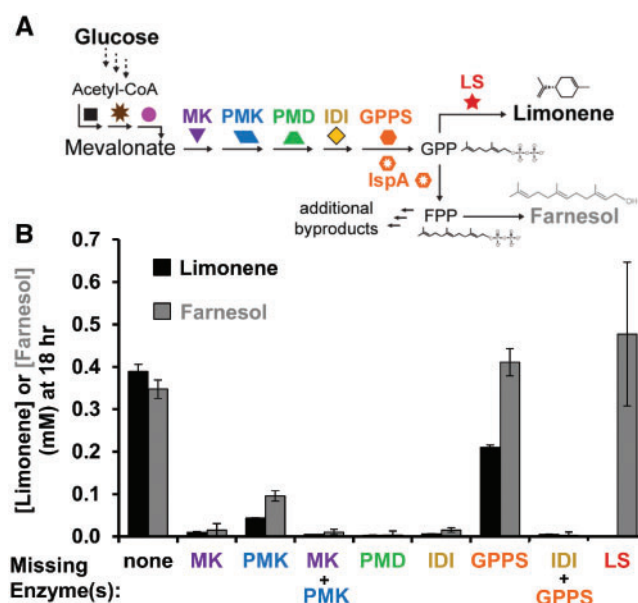 A
Glucose
Acetyl-CoA
Mevalonate
MK PMK PMD IDI GPPS
LS
Limonene
GPP
IspA
additional
byproducts
FPP
Farnesol
B
[Limonene] or [Farnesol]
(mM) at 18 hr
0.7
0.6
0.5
0.4
0.3
0.2
0.1
0.0
Limonene
Farnesol
Missing
Enzyme(s):
none MK PMK MK + PMK PMD IDI GPPS IDI + GPPS LS